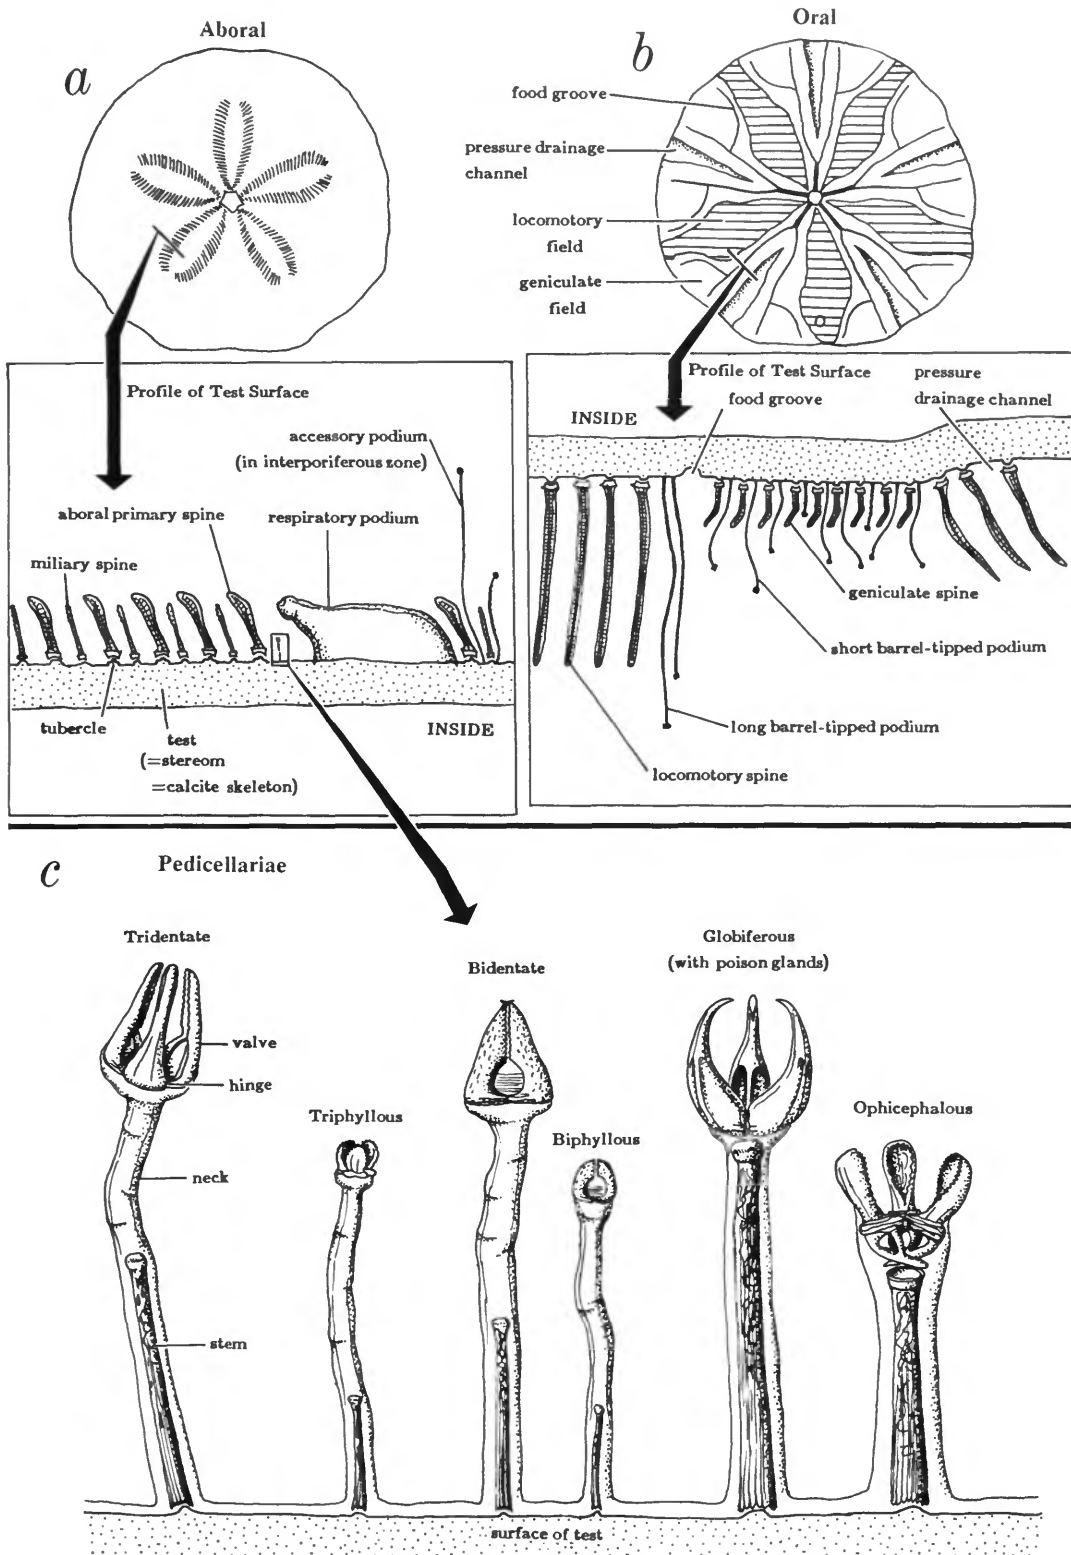 Aboral
a
Oral
b
food groove
pressure drainage
channel
locomotory
field
geniculate
field
Profile of Test Surface
accessory podium
(in interporiferous zone)
aboral primary spine
respiratory podium
miliary spine
tubercle
test
(=stereom
=calcite skeleton)
INSIDE
Profile of Test Surface
INSIDE
food groove
pressure
drainage channel
geniculate spine
short barrel-tipped podium
long barrel-tipped podium
locomotory spine
c
Pedicellariae
Tridentate
valve
hinge
neck
stem
Triphyllous
Bidentate
Biphyllous
Globiferous
(with poison glands)
Ophicephalous
surface of test